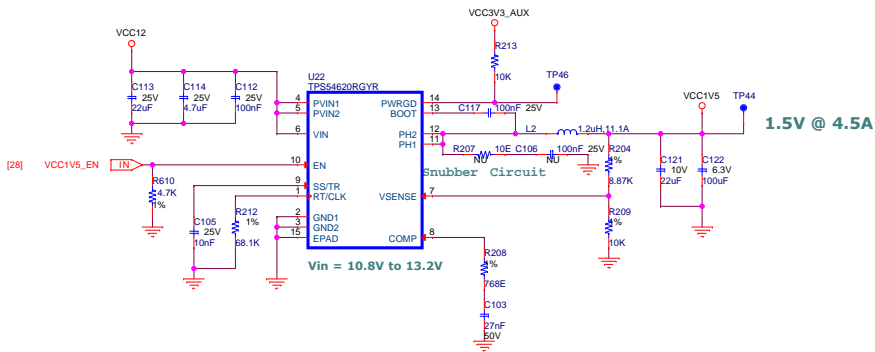 VCC3V3_AUX
VCC12
R213
10K
TP46
VCC1V5
TP44
1.5V @ 4.5A
U22
TPS54620RGYR
C113
25V
22uF
C114
25V
4.7uF
C112
25V
100nF
4
PVIN1
5
PVIN2
6
VIN
14
PWRGD
13
BOOT
C117
100nF 25V
12
PH2
11
PH1
L2
1.2uH,11.1A
R207
10E
NU
C106
100nF 25V
NU
Snubber Circuit
R204
1%
8.87K
C121
10V
22uF
C122
6.3V
100uF
[28]
VCC1V5_EN
IN
10
EN
R610
4.7K
1%
9
SS/TR
1
RT/CLK
7
VSENSE
C105
25V
10nF
R212
1%
68.1K
2
GND1
3
GND2
15
EPAD
8
COMP
R209
1%
10K
R208
1%
768E
Vin = 10.8V to 13.2V
C103
27nF
50V